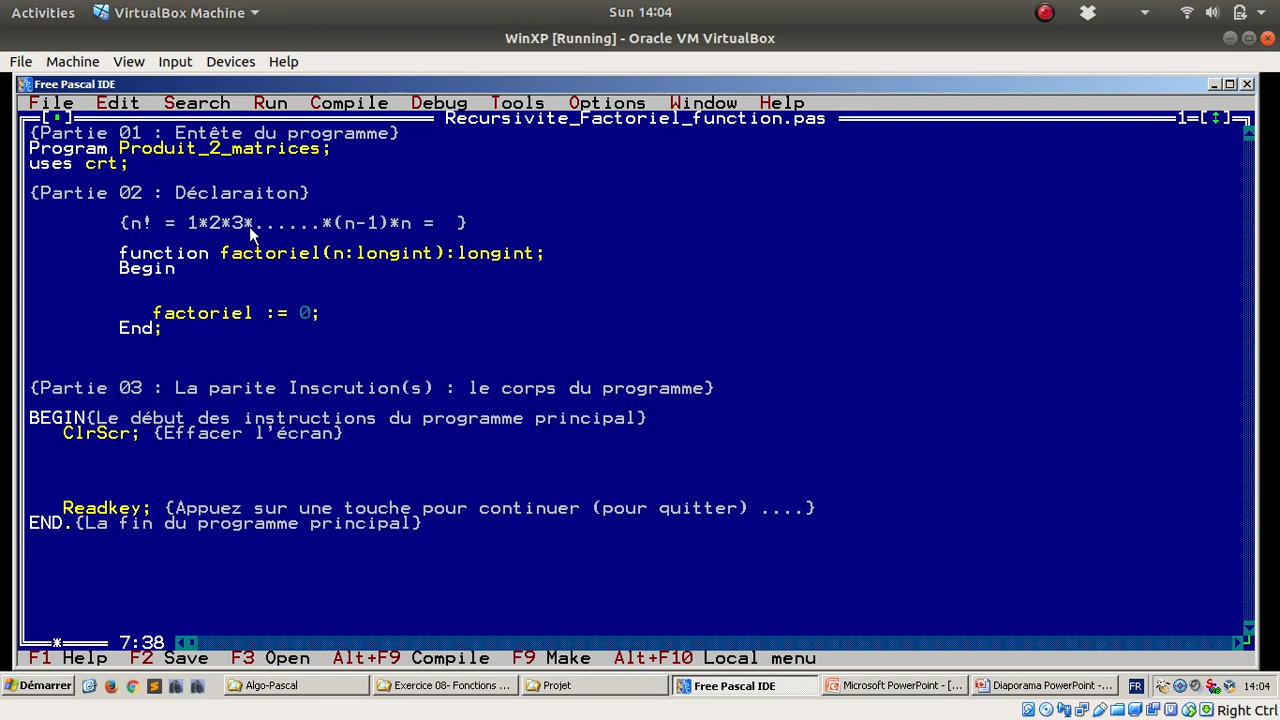 Activities VirtualBox Machine Sun 14:04
WinXP [Running] - Oracle VM VirtualBox
File Machine View Input Devices Help
Free Pascal IDE
File Edit Search Run Compile Debug Tools Options Window Help
Recursivite_Factoriel_function.pas 1=[↕]
{Partie 01 : Entête du programme}
Program Produit_2_matrices;
uses crt;
{Partie 02 : Déclaraiton}
{n! = 1*2*3*......*(n-1)*n = }
function factoriel(n:longint):longint;
Begin
factoriel := 0;
End;
{Partie 03 : La parite Inscrution(s) : le corps du programme}
BEGIN{Le début des instructions du programme principal}
ClrScr; {Effacer l'écran}
Readkey; {Appuez sur une touche pour continuer (pour quitter) ....}
END.{La fin du programme principal}
7:38
F1 Help F2 Save F3 Open Alt+F9 Compile F9 Make Alt+F10 Local menu
Démarrer Algo-Pascal Exercice 08- Fonctions ... Projet Free Pascal IDE Microsoft PowerPoint - [... Diaporama PowerPoint - ... FR 14:04
Right Ctrl